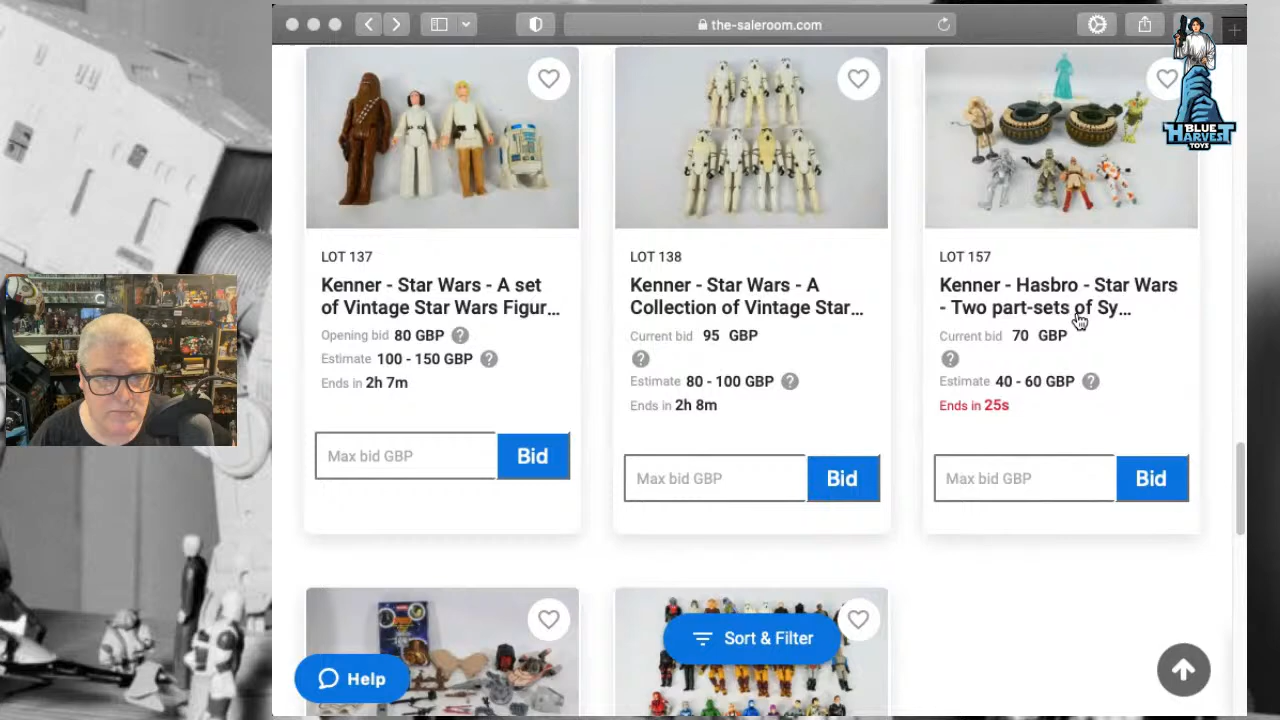 the-saleroom.com
BLUE
HARVEST
TOYS
LOT 137
Kenner - Star Wars - A set
of Vintage Star Wars Figur...
Opening bid 80 GBP ?
Estimate 100 - 150 GBP ?
Ends in 2h 7m
Max bid GBP
Bid
LOT 138
Kenner - Star Wars - A
Collection of Vintage Star...
Current bid 95 GBP
?
Estimate 80 - 100 GBP ?
Ends in 2h 8m
Max bid GBP
Bid
LOT 157
Kenner - Hasbro - Star Wars
- Two part-sets of Sy...
Current bid 70 GBP
?
Estimate 40 - 60 GBP ?
Ends in 25s
Max bid GBP
Bid
Sort & Filter
Help